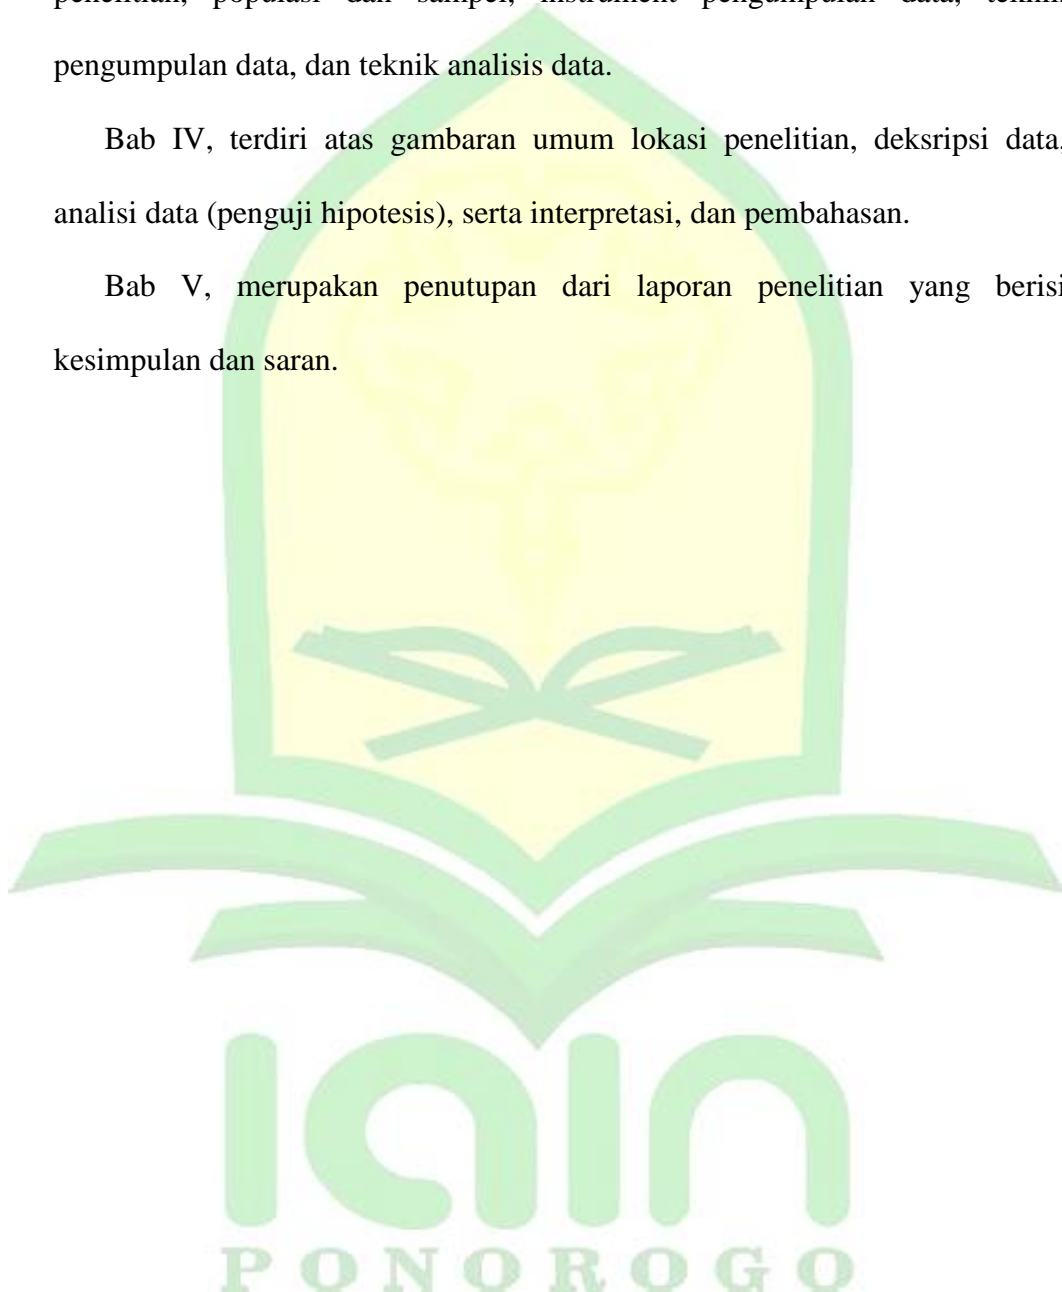 penelitian, populasi dan sampel, instrument pengumpulan data, teknik
pengumpulan data, dan teknik analisis data.
Bab IV, terdiri atas gambaran umum lokasi penelitian, deksripsi data,
analisi data (penguji hipotesis), serta interpretasi, dan pembahasan.
Bab V, merupakan penutupan dari laporan penelitian yang berisi
kesimpulan dan saran.
iain
PONOROGO